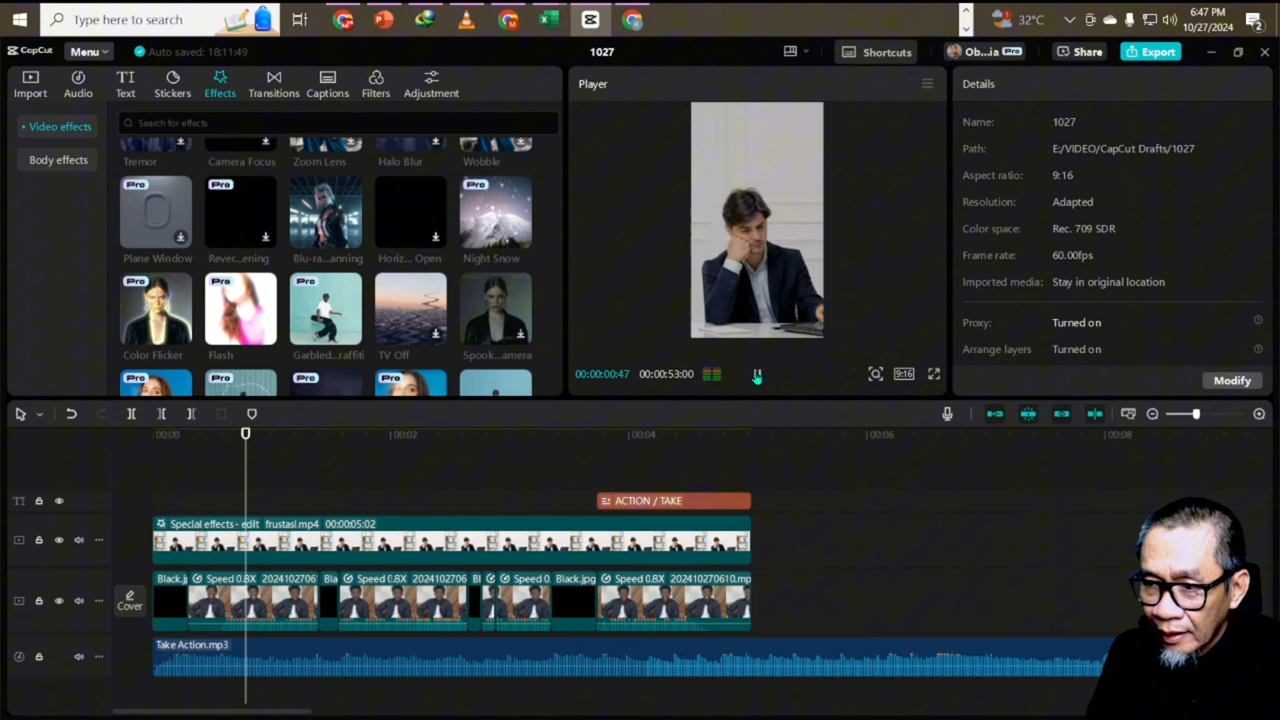 Type here to search
32°C
6:47 PM
10/27/2024
2
CapCut
Menu
Auto saved: 18:11:49
1027
Shortcuts
Ob...ia Pro
Share
Export
Import
Audio
Text
Stickers
Effects
Transitions
Captions
Filters
Adjustment
Player
Details
Video effects
Body effects
Search for effects
Tremor
Camera Focus
Zoom Lens
Halo Blur
Wobble
Pro
Pro
Pro
Plane Window
Rever...ening
Blu-ra...anning
Horiz... Open
Night Snow
Pro
Pro
Pro
Pro
Color Flicker
Flash
Garbled...raffiti
TV Off
Spook...amera
Name:
1027
Path:
E:/VIDEO/CapCut Drafts/1027
Aspect ratio:
9:16
Resolution:
Adapted
Color space:
Rec. 709 SDR
Frame rate:
60.00fps
Imported media:
Stay in original location
Proxy:
Turned on
Arrange layers
Turned on
Modify
00:00:00:47
00:00:53:00
9:16
00:00
00:02
00:04
00:06
00:08
TI
ACTION / TAKE
Special effects - edit
frustasi.mp4
00:00:05:02
Cover
Black.j
Speed 0.8X
2024102706
Bla
Speed 0.8X
2024102706
Bl
Speed 0
Black.jpg
Speed 0.8X
202410270610.mp
Take Action.mp3